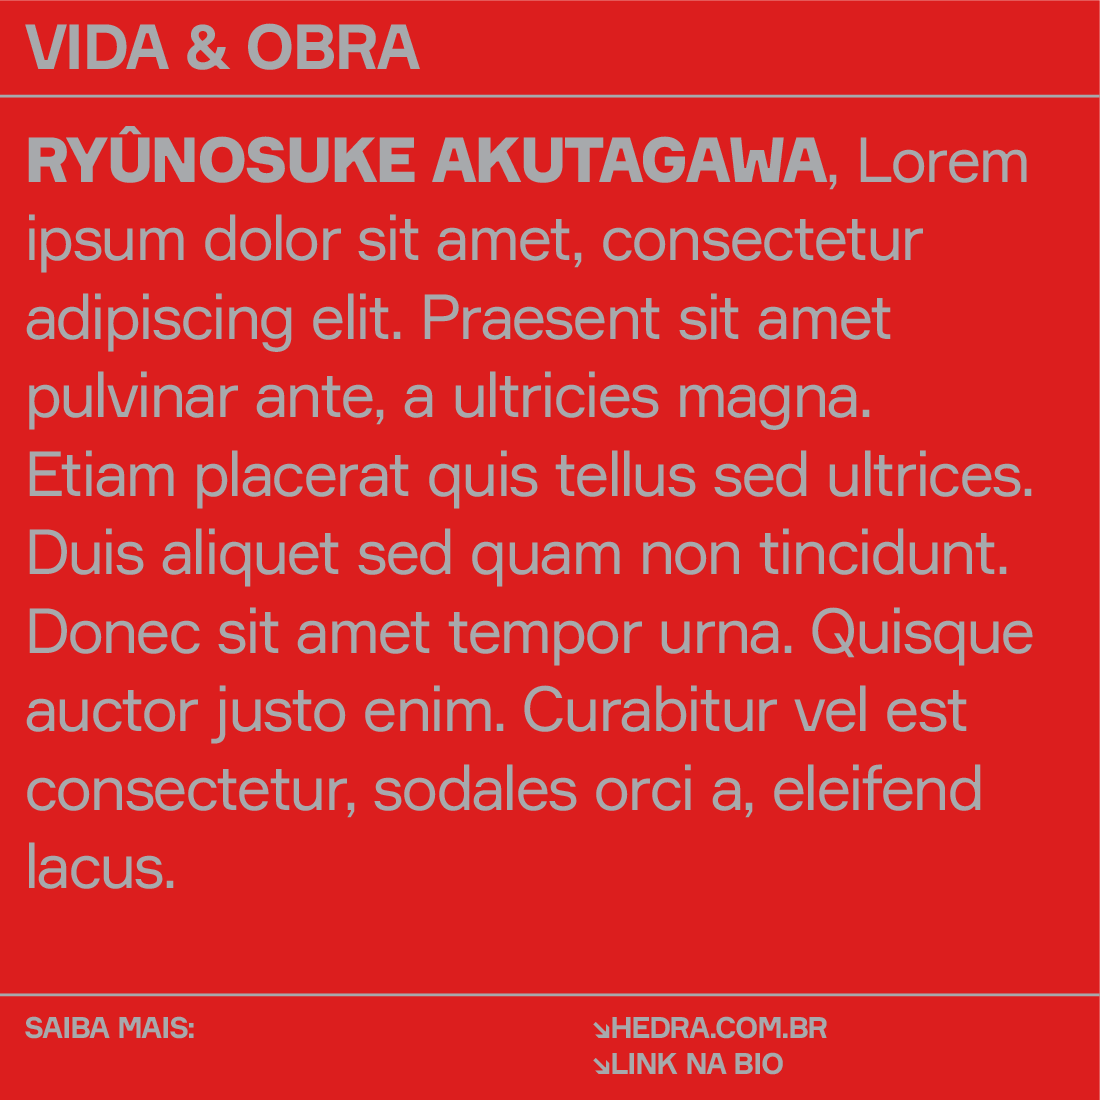 VIDA & OBRA
RYÛNOSUKE AKUTAGAWA, Lorem
ipsum dolor sit amet, consectetur
adipiscing elit. Praesent sit amet
pulvinar ante, a ultricies magna.
Etiam placerat quis tellus sed ultrices.
Duis aliquet sed quam non tincidunt.
Donec sit amet tempor urna. Quisque
auctor justo enim. Curabitur vel est
consectetur, sodales orci a, eleifend
lacus.
SAIBA MAIS:
↘HEDRA.COM.BR
↘LINK NA BIO